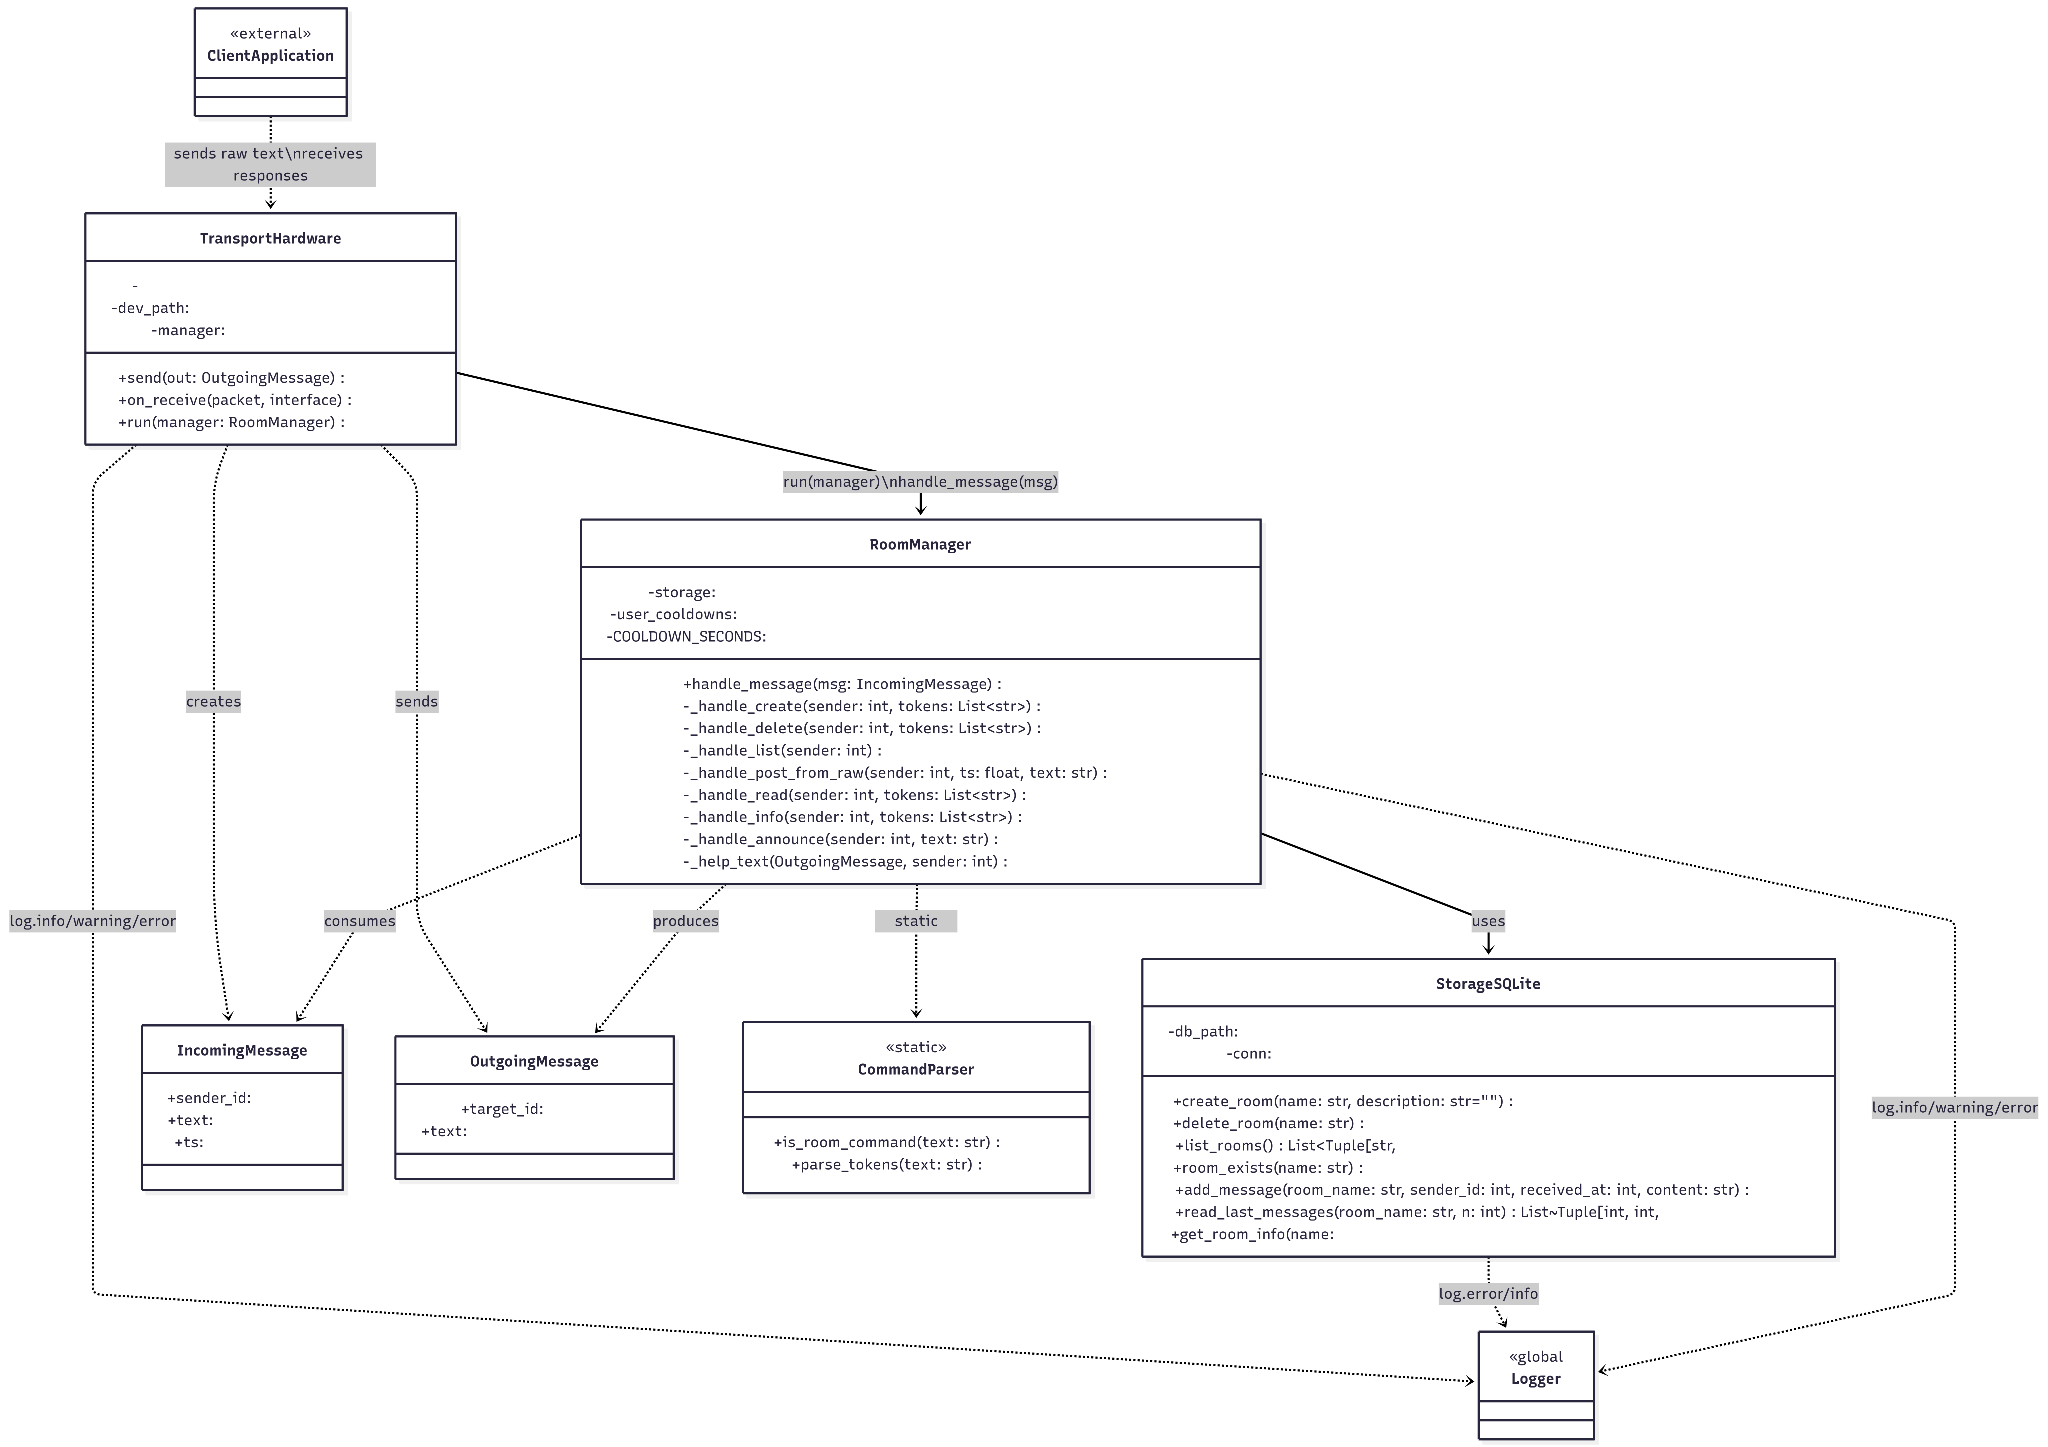 «external»
ClientApplication
sends raw text\nreceives
responses
TransportHardware
-
-dev_path:
-manager:
+send(out: OutgoingMessage) :
+on_receive(packet, interface) :
+run(manager: RoomManager) :
run(manager)\nhandle_message(msg)
RoomManager
-storage:
-user_cooldowns:
-COOLDOWN_SECONDS:
+handle_message(msg: IncomingMessage) :
-_handle_create(sender: int, tokens: List<str>) :
-_handle_delete(sender: int, tokens: List<str>) :
-_handle_list(sender: int) :
-_handle_post_from_raw(sender: int, ts: float, text: str) :
-_handle_read(sender: int, tokens: List<str>) :
-_handle_info(sender: int, tokens: List<str>) :
-_handle_announce(sender: int, text: str) :
-_help_text(OutgoingMessage, sender: int) :
creates
sends
log.info/warning/error
consumes
produces
static
uses
IncomingMessage
+sender_id:
+text:
+ts:
OutgoingMessage
+target_id:
+text:
«static»
CommandParser
+is_room_command(text: str) :
+parse_tokens(text: str) :
StorageSQLite
-db_path:
-conn:
+create_room(name: str, description: str="") :
+delete_room(name: str) :
+list_rooms() : List<Tuple[str,
+room_exists(name: str) :
+add_message(room_name: str, sender_id: int, received_at: int, content: str) :
+read_last_messages(room_name: str, n: int) : List~Tuple[int, int,
+get_room_info(name:
log.info/warning/error
log.error/info
«global
Logger